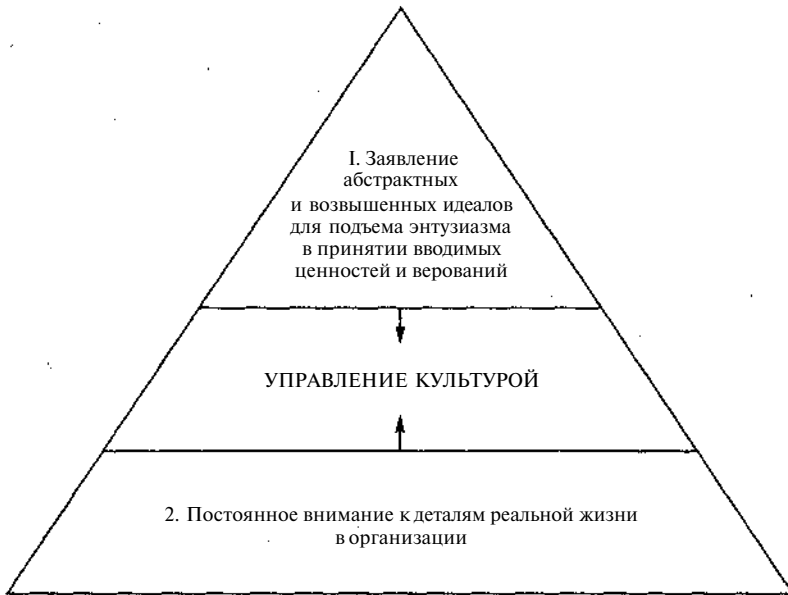 I. Заявление
абстрактных
и возвышенных идеалов
для подъема энтузиазма
в принятии вводимых
ценностей и верований
УПРАВЛЕНИЕ КУЛЬТУРОЙ
2. Постоянное внимание к деталям реальной жизни
в организации